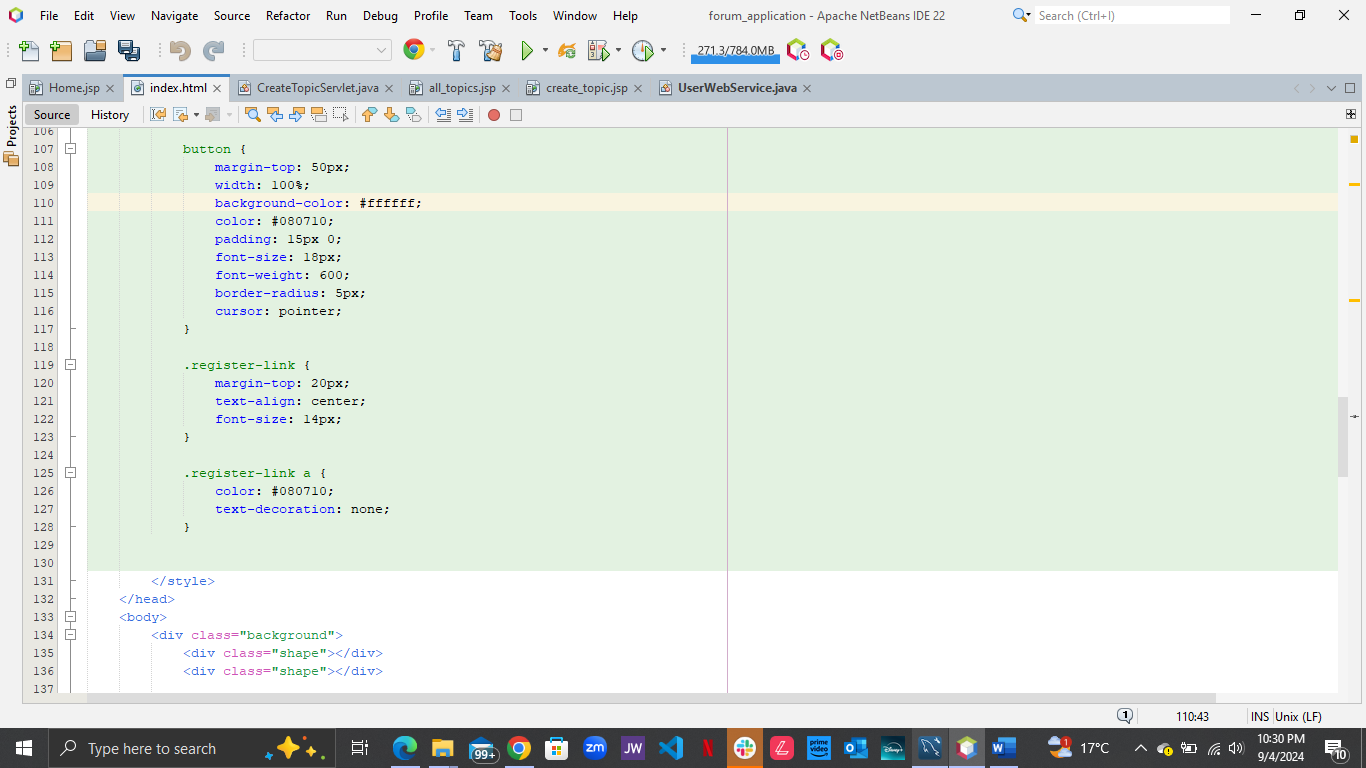 File Edit View Navigate Source Refactor Run Debug Profile Team Tools Window Help forum_application - Apache NetBeans IDE 22 Search (Ctrl+I)
271.3/784.0MB
Projects
Home.jsp index.html CreateTopicServlet.java all_topics.jsp create_topic.jsp UserWebService.java
Source History
106
107 button {
108 margin-top: 50px;
109 width: 100%;
110 background-color: #ffffff;
111 color: #080710;
112 padding: 15px 0;
113 font-size: 18px;
114 font-weight: 600;
115 border-radius: 5px;
116 cursor: pointer;
117 }
118
119 .register-link {
120 margin-top: 20px;
121 text-align: center;
122 font-size: 14px;
123 }
124
125 .register-link a {
126 color: #080710;
127 text-decoration: none;
128 }
129
130
131 </style>
132 </head>
133 <body>
134 <div class="background">
135 <div class="shape"></div>
136 <div class="shape"></div>
137
1 110:43 INS Unix (LF)
Type here to search 99+ zm JW N prime video Disney+ W 1 17°C 10:30 PM
9/4/2024 10